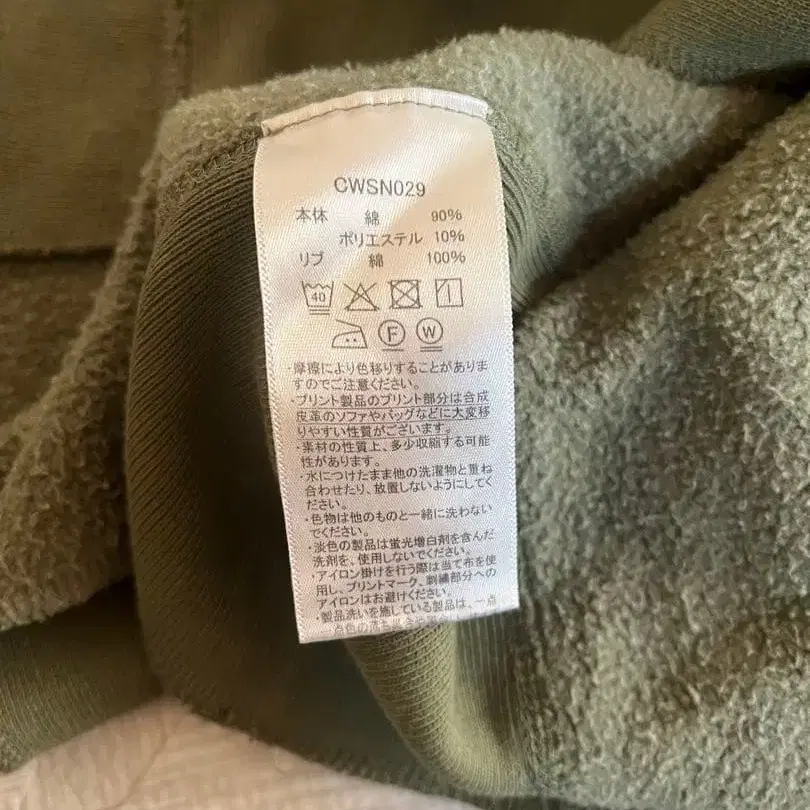 CWSN029
本体 綿 90%
ポリエステル 10%
リブ 綿 100%
40
F W
・摩擦により色移りすることがありま
すのでご注意ください。
・プリント製品のプリント部分は合成
皮革のソファやバッグなどに大変移
りやすい性質がございます。
・素材の性質上、多少収縮する可能
性があります。
・水につけたまま他の洗濯物と重ね
合わせたり、放置しないようにしてく
ださい。
・色物は他のものと一緒に洗わない
でください。
・淡色の製品は蛍光増白剤を含んだ
洗剤を、使用しないでください。
・アイロン掛けを行う際は当て布を使
用し、プリントマーク、刺繍部分への
アイロンはお避けください。
・製品洗いを施している製品は、一点